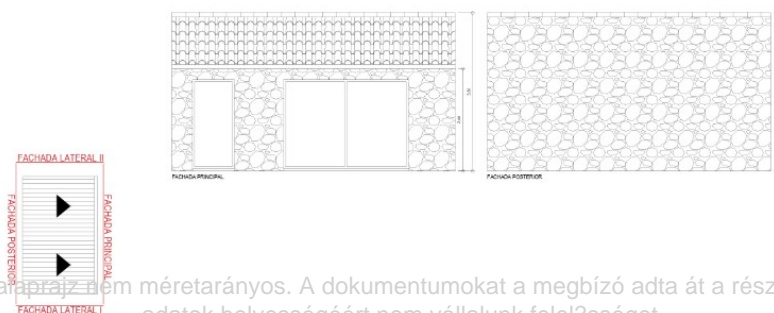 FACHADA PRINCIPAL
FACHADA POSTERIOR
FACHADA LATERAL II
FACHADA POSTERIOR
FACHADA PRINCIPAL
FACHADA LATERAL I
alaprajz nem méretarányos. A dokumentumokat a megbízó adta át a rész
adatok helyességéért nem vállalunk felel?sséget